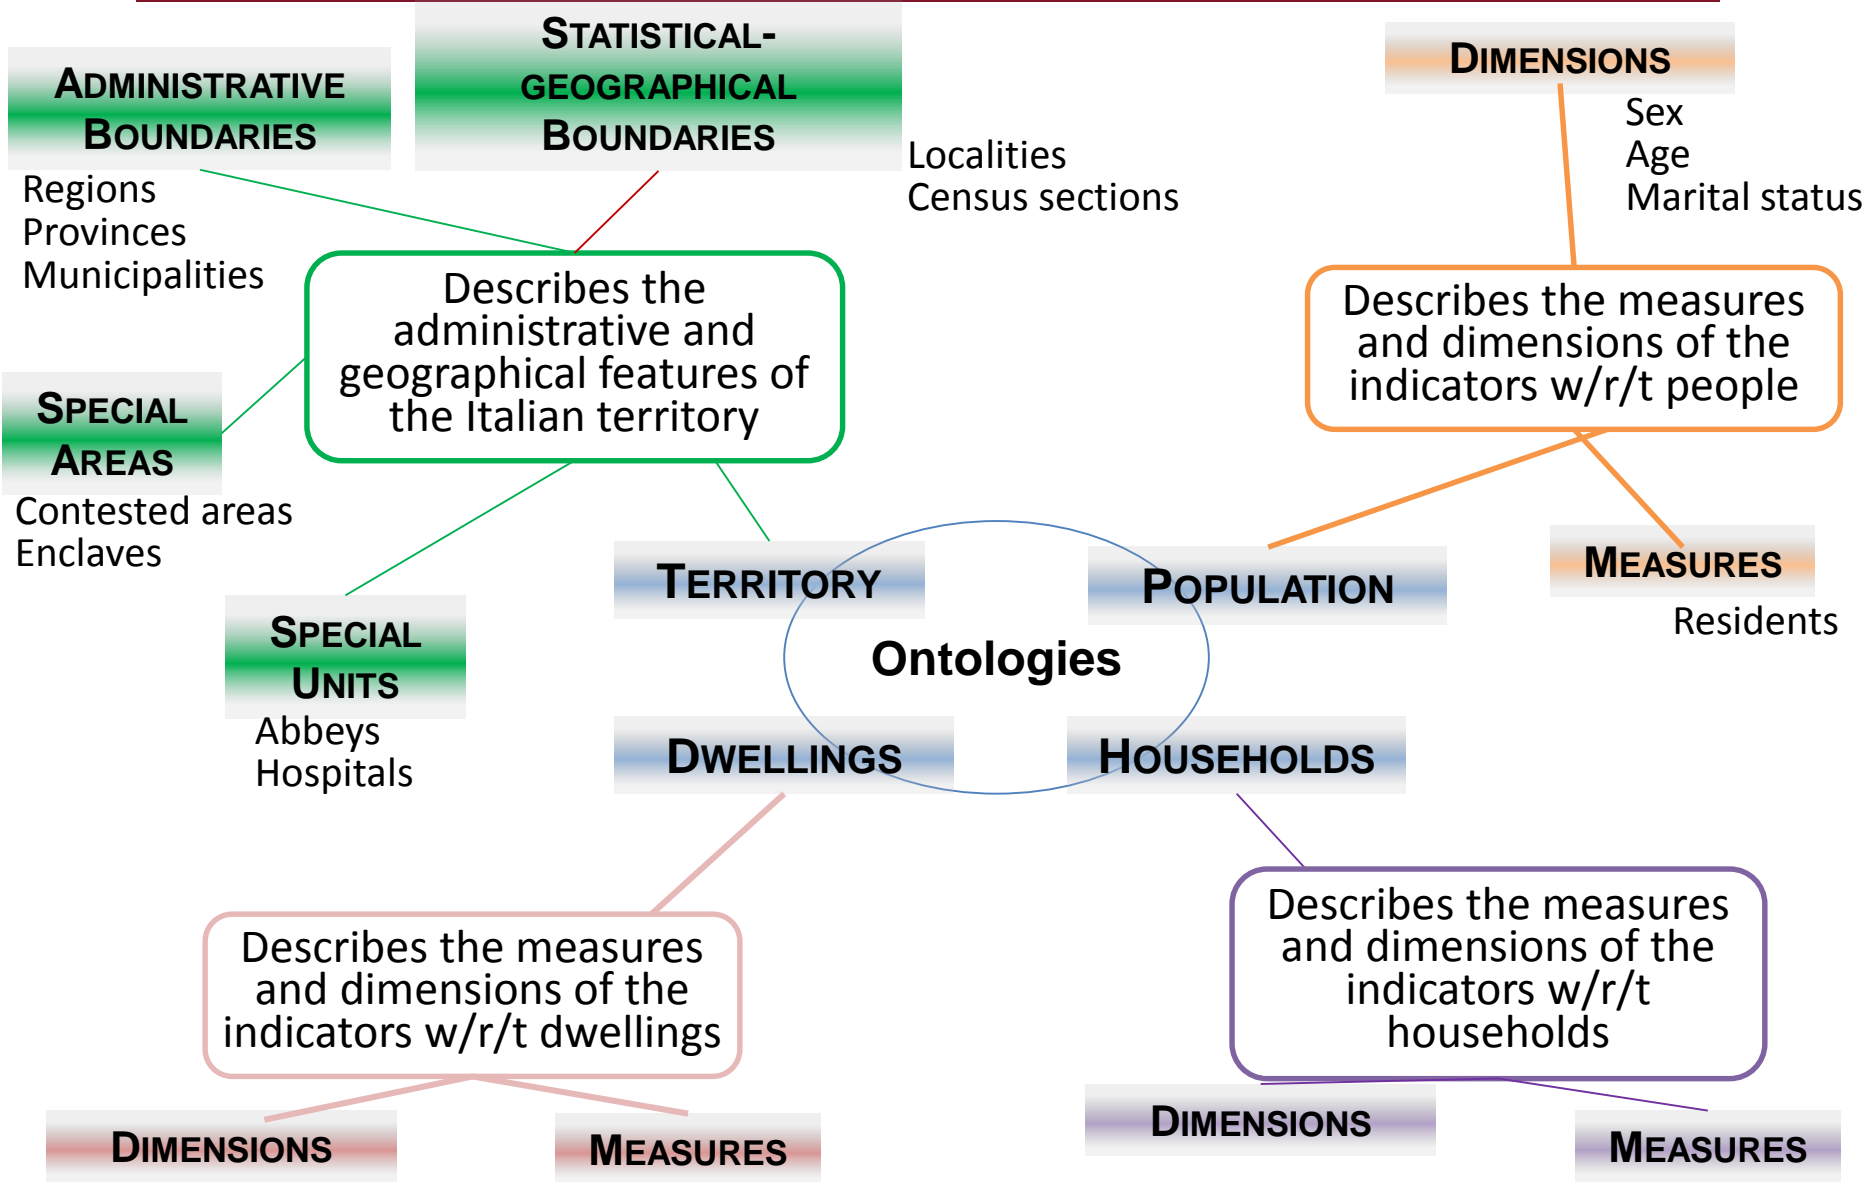 ADMINISTRATIVE
BOUNDARIES
Regions
Provinces
Municipalities
STATISTICAL-
GEOGRAPHICAL
BOUNDARIES
Localities
Census sections
DIMENSIONS
Sex
Age
Marital status
Describes the
administrative and
geographical features of
the Italian territory
Describes the measures
and dimensions of the
indicators w/r/t people
SPECIAL
AREAS
Contested areas
Enclaves
SPECIAL
UNITS
Abbeys
Hospitals
TERRITORY
POPULATION
MEASURES
Residents
Ontologies
DWELLINGS
HOUSEHOLDS
Describes the measures
and dimensions of the
indicators w/r/t dwellings
Describes the measures
and dimensions of the
indicators w/r/t
households
DIMENSIONS
MEASURES
DIMENSIONS
MEASURES